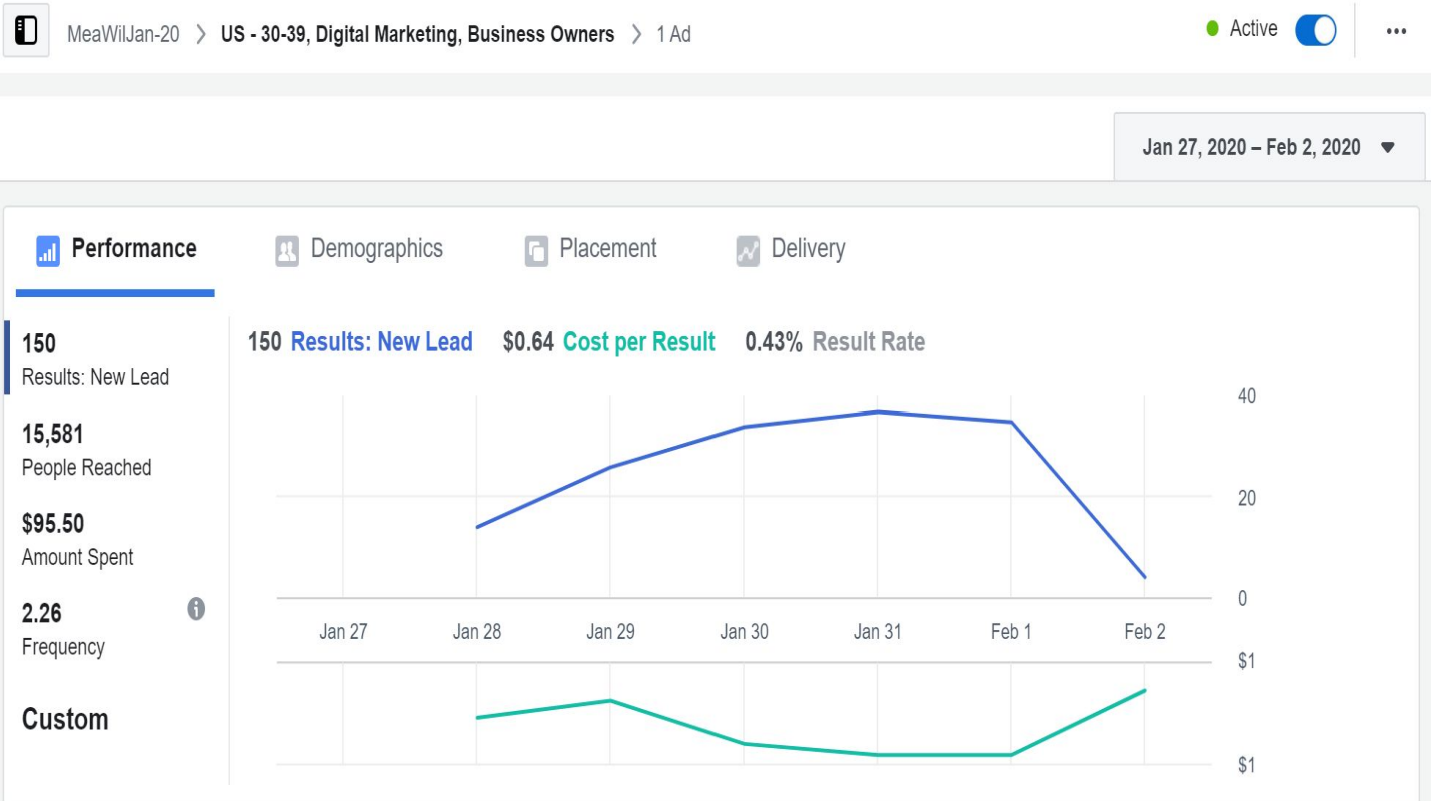 MeaWilJan-20 US - 30-39, Digital Marketing, Business Owners 1 Ad Active
Jan 27, 2020 – Feb 2, 2020
Performance Demographics Placement Delivery
150
Results: New Lead
15,581
People Reached
$95.50
Amount Spent
2.26
Frequency
Custom
150 Results: New Lead $0.64 Cost per Result 0.43% Result Rate
40
20
0
Jan 27 Jan 28 Jan 29 Jan 30 Jan 31 Feb 1 Feb 2
$1
$1